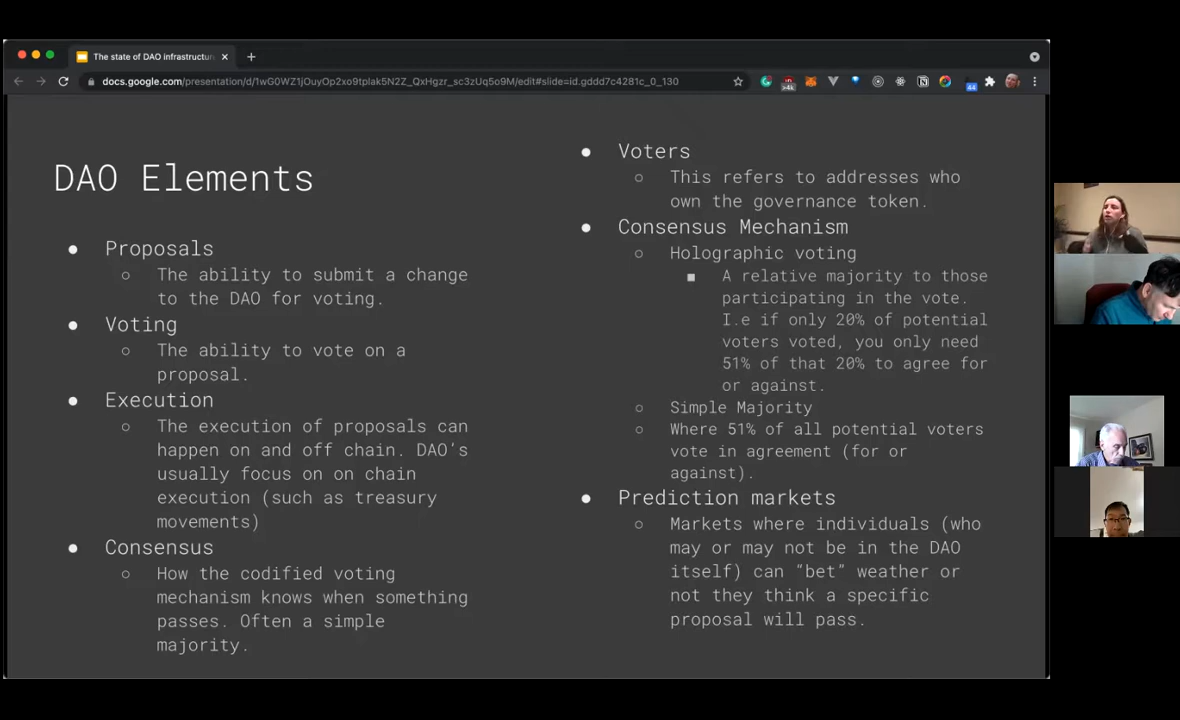 The state of DAO infrastructure
docs.google.com/presentation/d/1wG0WZ1jOuyOp2xo9tplak5N2Z_QxHgzr_sc3zUq5o9M/edit#slide=id.gddd7c4281c_0_130
>4k
44
DAO Elements
● Proposals
○ The ability to submit a change
to the DAO for voting.
● Voting
○ The ability to vote on a
proposal.
● Execution
○ The execution of proposals can
happen on and off chain. DAO’s
usually focus on on chain
execution (such as treasury
movements)
● Consensus
○ How the codified voting
mechanism knows when something
passes. Often a simple
majority.
● Voters
○ This refers to addresses who
own the governance token.
● Consensus Mechanism
○ Holographic voting
■ A relative majority to those
participating in the vote.
I.e if only 20% of potential
voters voted, you only need
51% of that 20% to agree for
or against.
○ Simple Majority
○ Where 51% of all potential voters
vote in agreement (for or
against).
● Prediction markets
○ Markets where individuals (who
may or may not be in the DAO
itself) can “bet” weather or
not they think a specific
proposal will pass.